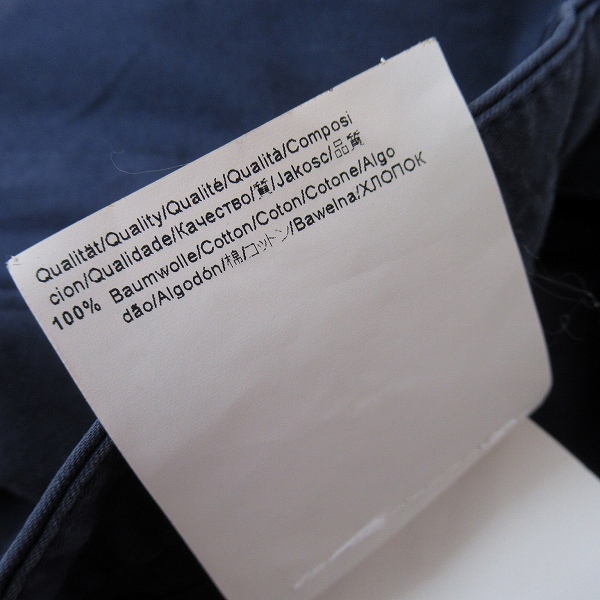 Qualität/Quality/Qualité/Qualità/Composi
cion/Qualidade/Качество/質/Jakosc/品質
100% Baumwolle/Cotton/Coton/Cotone/Algo
dão/Algodón/棉/コットン/Bawelna/ХЛОПОК